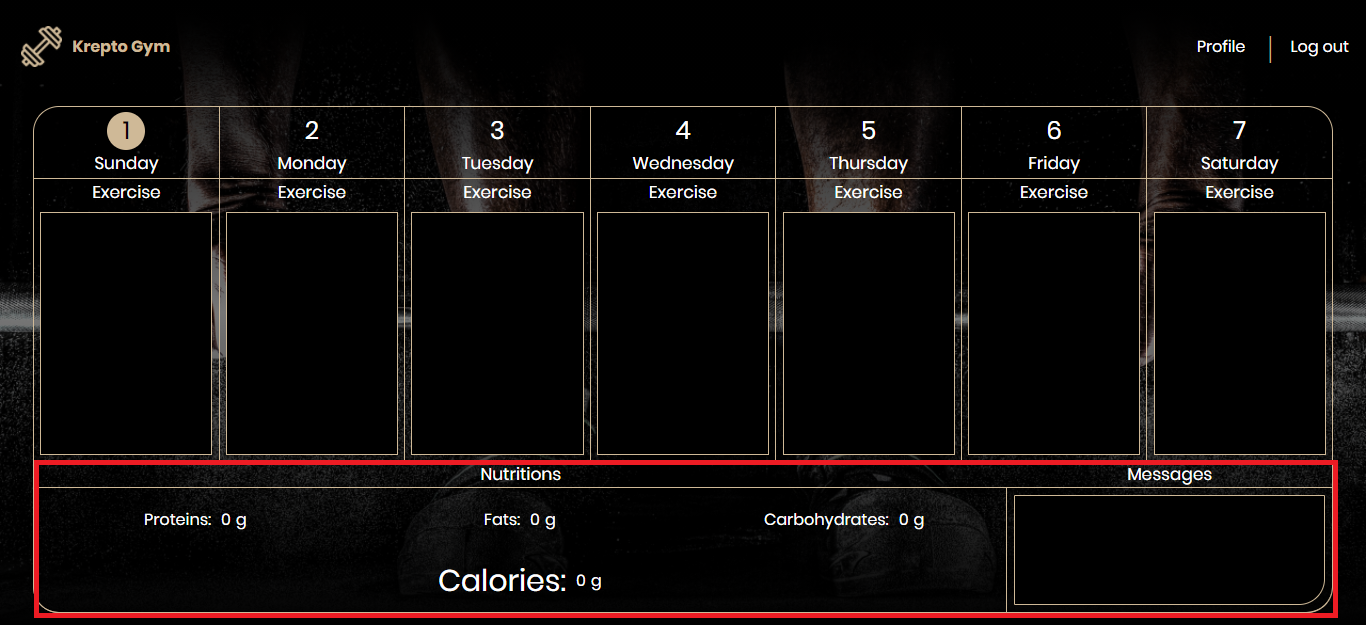 Krepto Gym
Profile | Log out
1 2 3 4 5 6 7
Sunday Monday Tuesday Wednesday Thursday Friday Saturday
Exercise Exercise Exercise Exercise Exercise Exercise Exercise
Nutritions Messages
Proteins: 0 g Fats: 0 g Carbohydrates: 0 g
Calories: 0 g